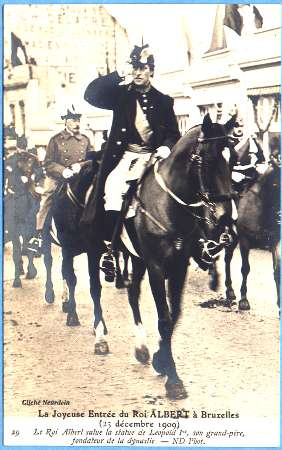 Cliché Neurdein
La Joyeuse Entrée du Roi ALBERT à Bruxelles
(23 décembre 1909)
29 Le Roi Albert salue la statue de Leopold Iᵉʳ, son grand-père,
fondateur de la dynastie — ND Phot.